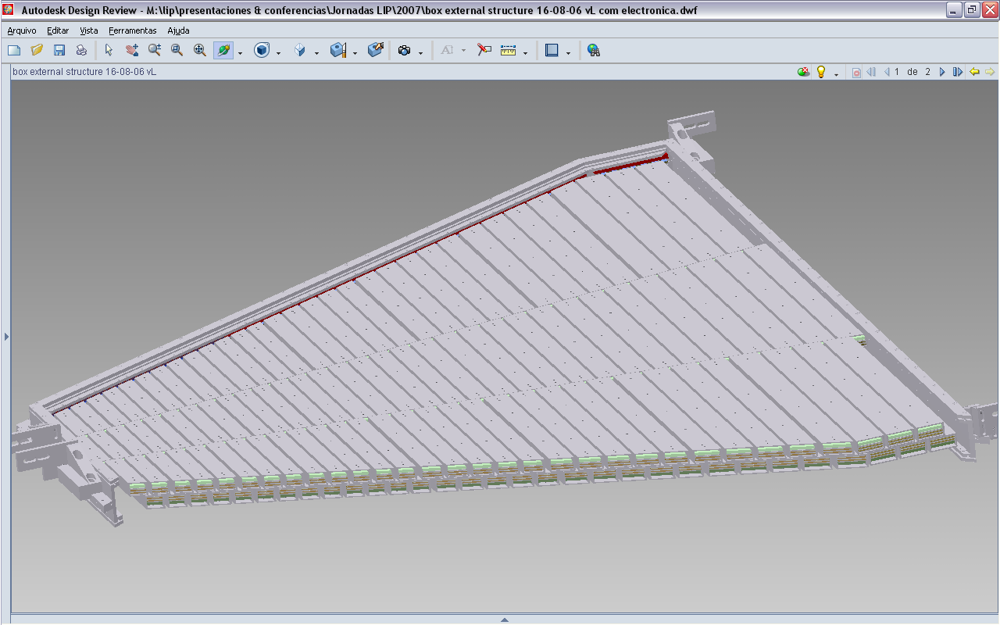 Autodesk Design Review - M:\lip\presentaciones & conferencias\Jornadas LIP\2007\box external structure 16-08-06 vL com electronica.dwf
Arquivo Editar Vista Ferramentas Ajuda
box external structure 16-08-06 vL 1 de 2